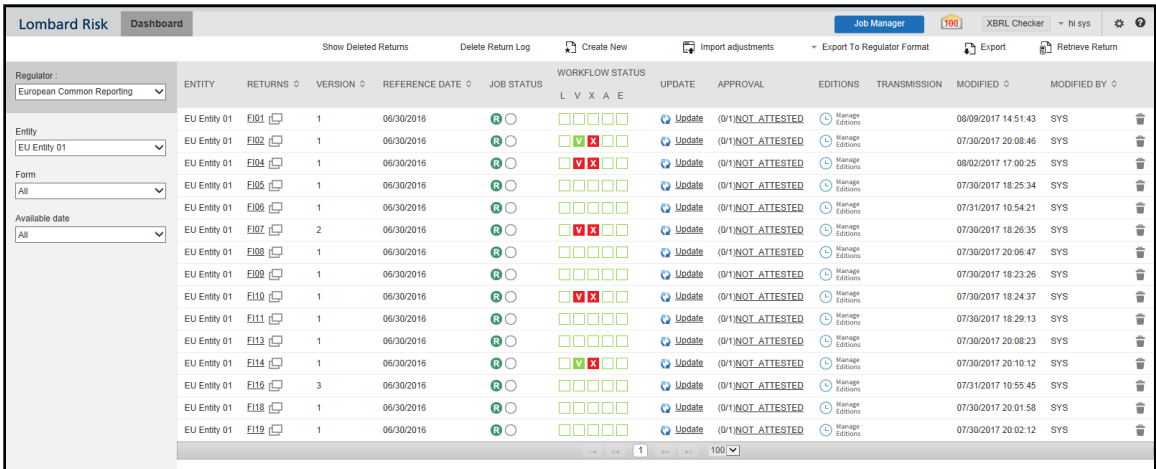 Lombard Risk Dashboard Job Manager 100 XBRL Checker hi sys
Show Deleted Returns Delete Return Log Create New Import adjustments Export To Regulator Format Export Retrieve Return
Regulator :
European Common Reporting
Entity
EU Entity 01
Form
All
Available date
All
ENTITY RETURNS VERSION REFERENCE DATE JOB STATUS WORKFLOW STATUS UPDATE APPROVAL EDITIONS TRANSMISSION MODIFIED MODIFIED BY
L V X A E
EU Entity 01 FI01 1 06/30/2016 R Update (0/1)NOT_ATTESTED Manage Editions 08/09/2017 14:51:43 SYS
EU Entity 01 FI02 1 06/30/2016 R V X Update (0/1)NOT_ATTESTED Manage Editions 07/30/2017 20:08:46 SYS
EU Entity 01 FI04 1 06/30/2016 R V X Update (0/1)NOT_ATTESTED Manage Editions 08/02/2017 17:00:25 SYS
EU Entity 01 FI05 1 06/30/2016 R Update (0/1)NOT_ATTESTED Manage Editions 07/30/2017 18:25:34 SYS
EU Entity 01 FI06 1 06/30/2016 R Update (0/1)NOT_ATTESTED Manage Editions 07/31/2017 10:54:21 SYS
EU Entity 01 FI07 2 06/30/2016 R V X Update (0/1)NOT_ATTESTED Manage Editions 07/30/2017 18:26:35 SYS
EU Entity 01 FI08 1 06/30/2016 R Update (0/1)NOT_ATTESTED Manage Editions 07/30/2017 20:06:47 SYS
EU Entity 01 FI09 1 06/30/2016 R Update (0/1)NOT_ATTESTED Manage Editions 07/30/2017 18:23:26 SYS
EU Entity 01 FI10 1 06/30/2016 R V X Update (0/1)NOT_ATTESTED Manage Editions 07/30/2017 18:24:37 SYS
EU Entity 01 FI11 1 06/30/2016 R Update (0/1)NOT_ATTESTED Manage Editions 07/30/2017 18:29:13 SYS
EU Entity 01 FI13 1 06/30/2016 R Update (0/1)NOT_ATTESTED Manage Editions 07/30/2017 20:08:23 SYS
EU Entity 01 FI14 1 06/30/2016 R V X Update (0/1)NOT_ATTESTED Manage Editions 07/30/2017 20:10:12 SYS
EU Entity 01 FI16 3 06/30/2016 R Update (0/1)NOT_ATTESTED Manage Editions 07/31/2017 10:55:45 SYS
EU Entity 01 FI18 1 06/30/2016 R Update (0/1)NOT_ATTESTED Manage Editions 07/30/2017 20:01:58 SYS
EU Entity 01 FI19 1 06/30/2016 R Update (0/1)NOT_ATTESTED Manage Editions 07/30/2017 20:02:12 SYS
1 100